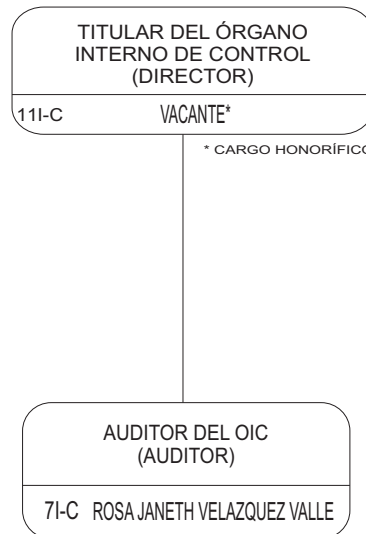 TITULAR DEL ÓRGANO
INTERNO DE CONTROL
(DIRECTOR)
11I-C VACANTE*
* CARGO HONORÍFICO
AUDITOR DEL OIC
(AUDITOR)
7I-C ROSA JANETH VELAZQUEZ VALLE